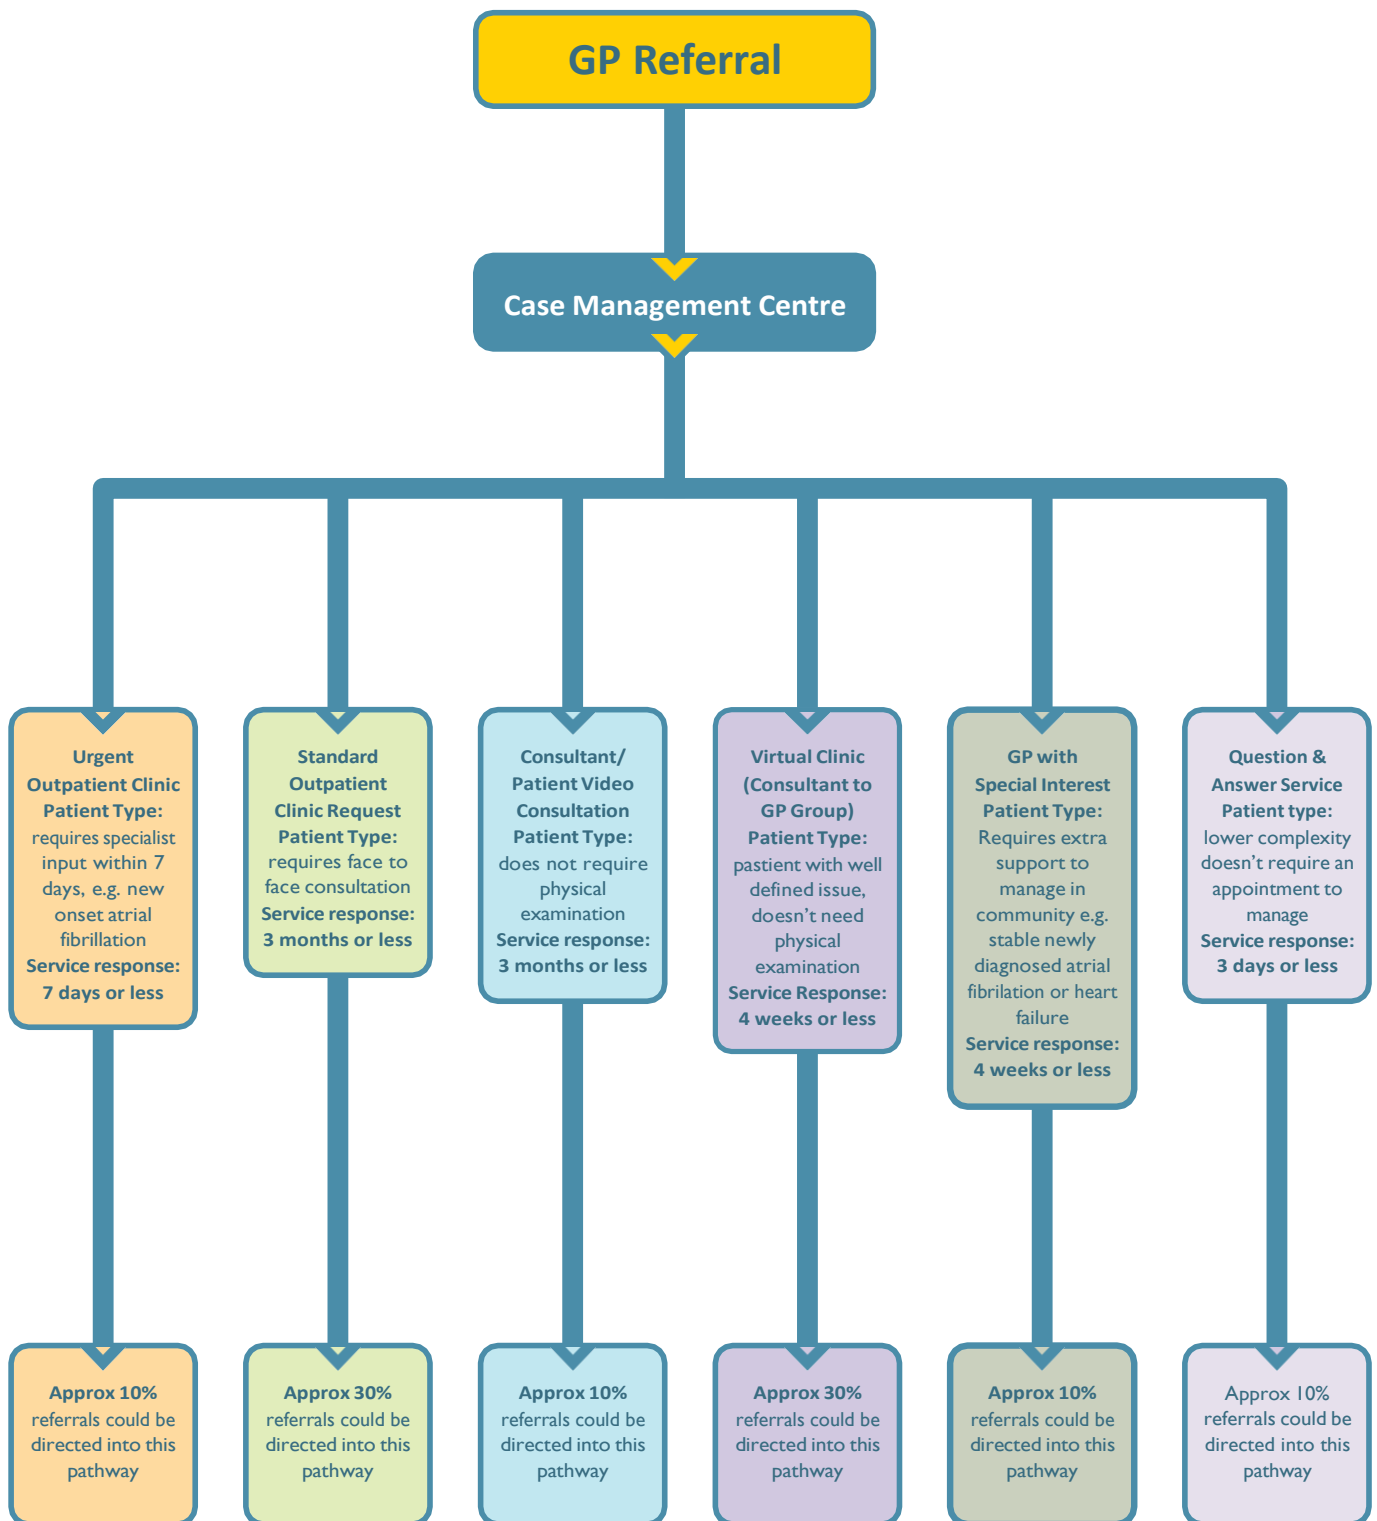 GP Referral
Case Management Centre
Urgent
Outpatient Clinic
Patient Type:
requires specialist
input within 7
days, e.g. new
onset atrial
fibrillation
Service response:
7 days or less
Standard
Outpatient
Clinic Request
Patient Type:
requires face to
face consultation
Service response:
3 months or less
Consultant/
Patient Video
Consultation
Patient Type:
does not require
physical
examination
Service response:
3 months or less
Virtual Clinic
(Consultant to
GP Group)
Patient Type:
pastient with well
defined issue,
doesn’t need
physical
examination
Service Response:
4 weeks or less
GP with
Special Interest
Patient Type:
Requires extra
support to
manage in
community e.g.
stable newly
diagnosed atrial
fibrilation or heart
failure
Service response:
4 weeks or less
Question &
Answer Service
Patient type:
lower complexity
doesn’t require an
appointment to
manage
Service response:
3 days or less
Approx 10%
referrals could be
directed into this
pathway
Approx 30%
referrals could be
directed into this
pathway
Approx 10%
referrals could be
directed into this
pathway
Approx 30%
referrals could be
directed into this
pathway
Approx 10%
referrals could be
directed into this
pathway
Approx 10%
referrals could be
directed into this
pathway